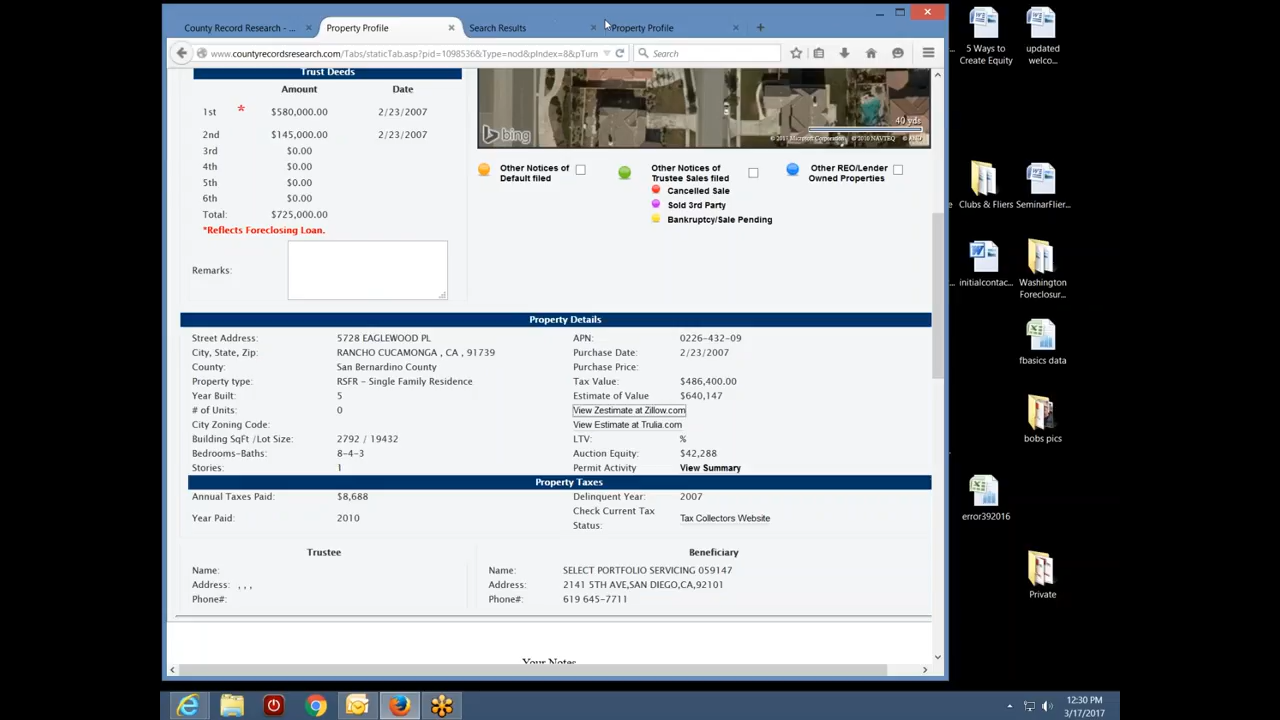 County Record Research - ...
Property Profile
Search Results
Property Profile
www.countyrecordsresearch.com/Tabs/staticTab.asp?pid=1098536&Type=nod&pIndex=8&pTurn
Search
Trust Deeds
Amount Date
1st * $580,000.00 2/23/2007
2nd $145,000.00 2/23/2007
3rd $0.00
4th $0.00
5th $0.00
6th $0.00
Total: $725,000.00
*Reflects Foreclosing Loan.
Remarks:
bing
40 yds
Other Notices of
Default filed
Other Notices of
Trustee Sales filed
Cancelled Sale
Sold 3rd Party
Bankruptcy/Sale Pending
Other REO/Lender
Owned Properties
Property Details
Street Address: 5728 EAGLEWOOD PL
City, State, Zip: RANCHO CUCAMONGA , CA , 91739
County: San Bernardino County
Property type: RSFR - Single Family Residence
Year Built: 5
# of Units: 0
City Zoning Code:
Building SqFt /Lot Size: 2792 / 19432
Bedrooms-Baths: 8-4-3
Stories: 1
APN: 0226-432-09
Purchase Date: 2/23/2007
Purchase Price:
Tax Value: $486,400.00
Estimate of Value $640,147
View Zestimate at Zillow.com
View Estimate at Trulia.com
LTV: %
Auction Equity: $42,288
Permit Activity View Summary
Property Taxes
Annual Taxes Paid: $8,688
Year Paid: 2010
Delinquent Year: 2007
Check Current Tax
Status: Tax Collectors Website
Trustee
Name:
Address: , , ,
Phone#:
Beneficiary
Name: SELECT PORTFOLIO SERVICING 059147
Address: 2141 5TH AVE,SAN DIEGO,CA,92101
Phone#: 619 645-7711
Your Notes
5 Ways to
Create Equity
updated
welco...
Clubs & Fliers
SeminarFlier...
initialcontac...
Washington
Foreclosur...
fbasics data
bobs pics
error392016
Private
12:30 PM
3/17/2017